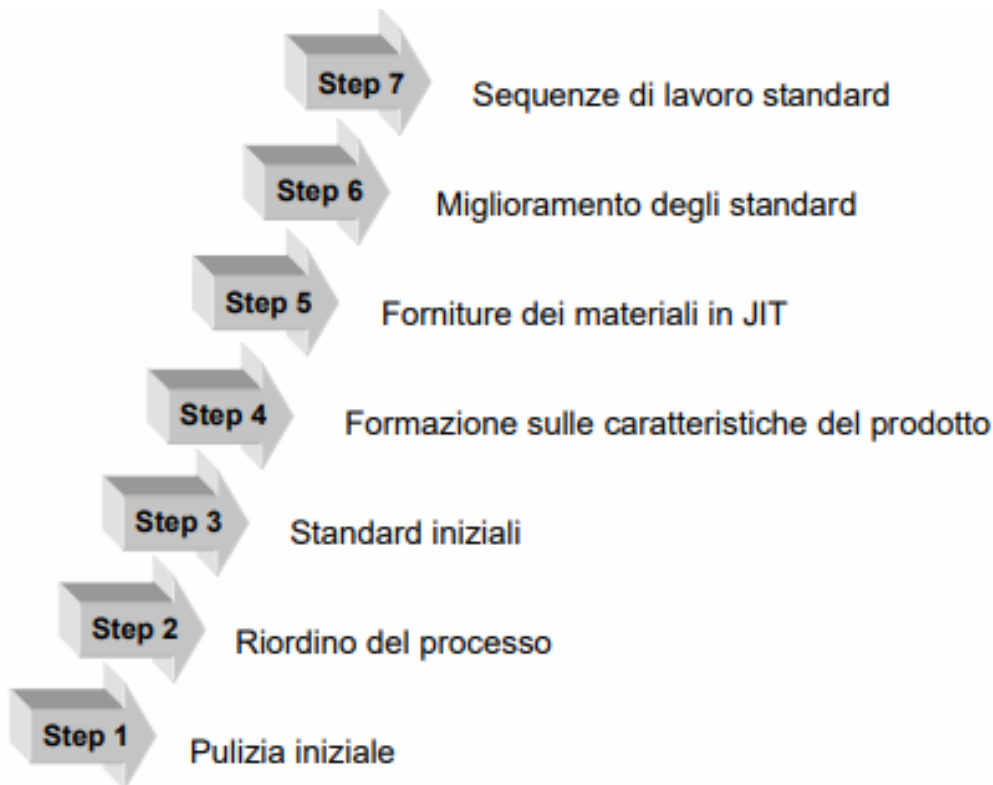 Step 7 Sequenze di lavoro standard
Step 6 Miglioramento degli standard
Step 5 Forniture dei materiali in JIT
Step 4 Formazione sulle caratteristiche del prodotto
Step 3 Standard iniziali
Step 2 Riordino del processo
Step 1 Pulizia iniziale